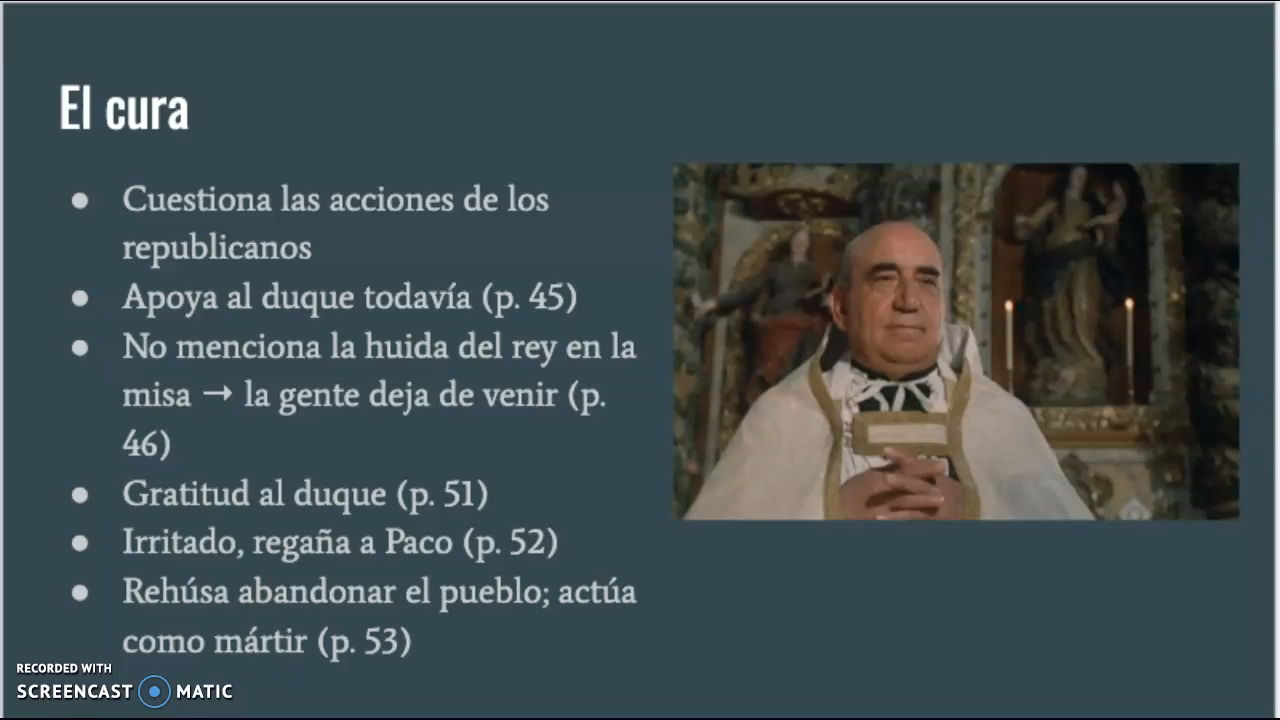 El cura
● Cuestiona las acciones de los
republicanos
● Apoya al duque todavía (p. 45)
● No menciona la huida del rey en la
misa → la gente deja de venir (p.
46)
● Gratitud al duque (p. 51)
● Irritado, regaña a Paco (p. 52)
● Rehúsa abandonar el pueblo; actúa
como mártir (p. 53)
RECORDED WITH
SCREENCAST MATIC